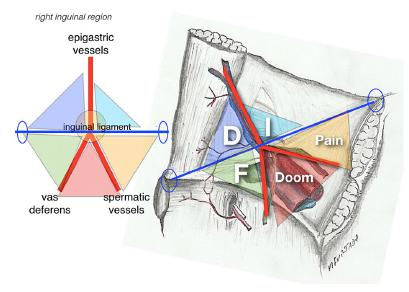 right inguinal region
epigastric
vessels
inguinal ligament
vas
deferens
spermatic
vessels
D
I
F
Pain
Doom